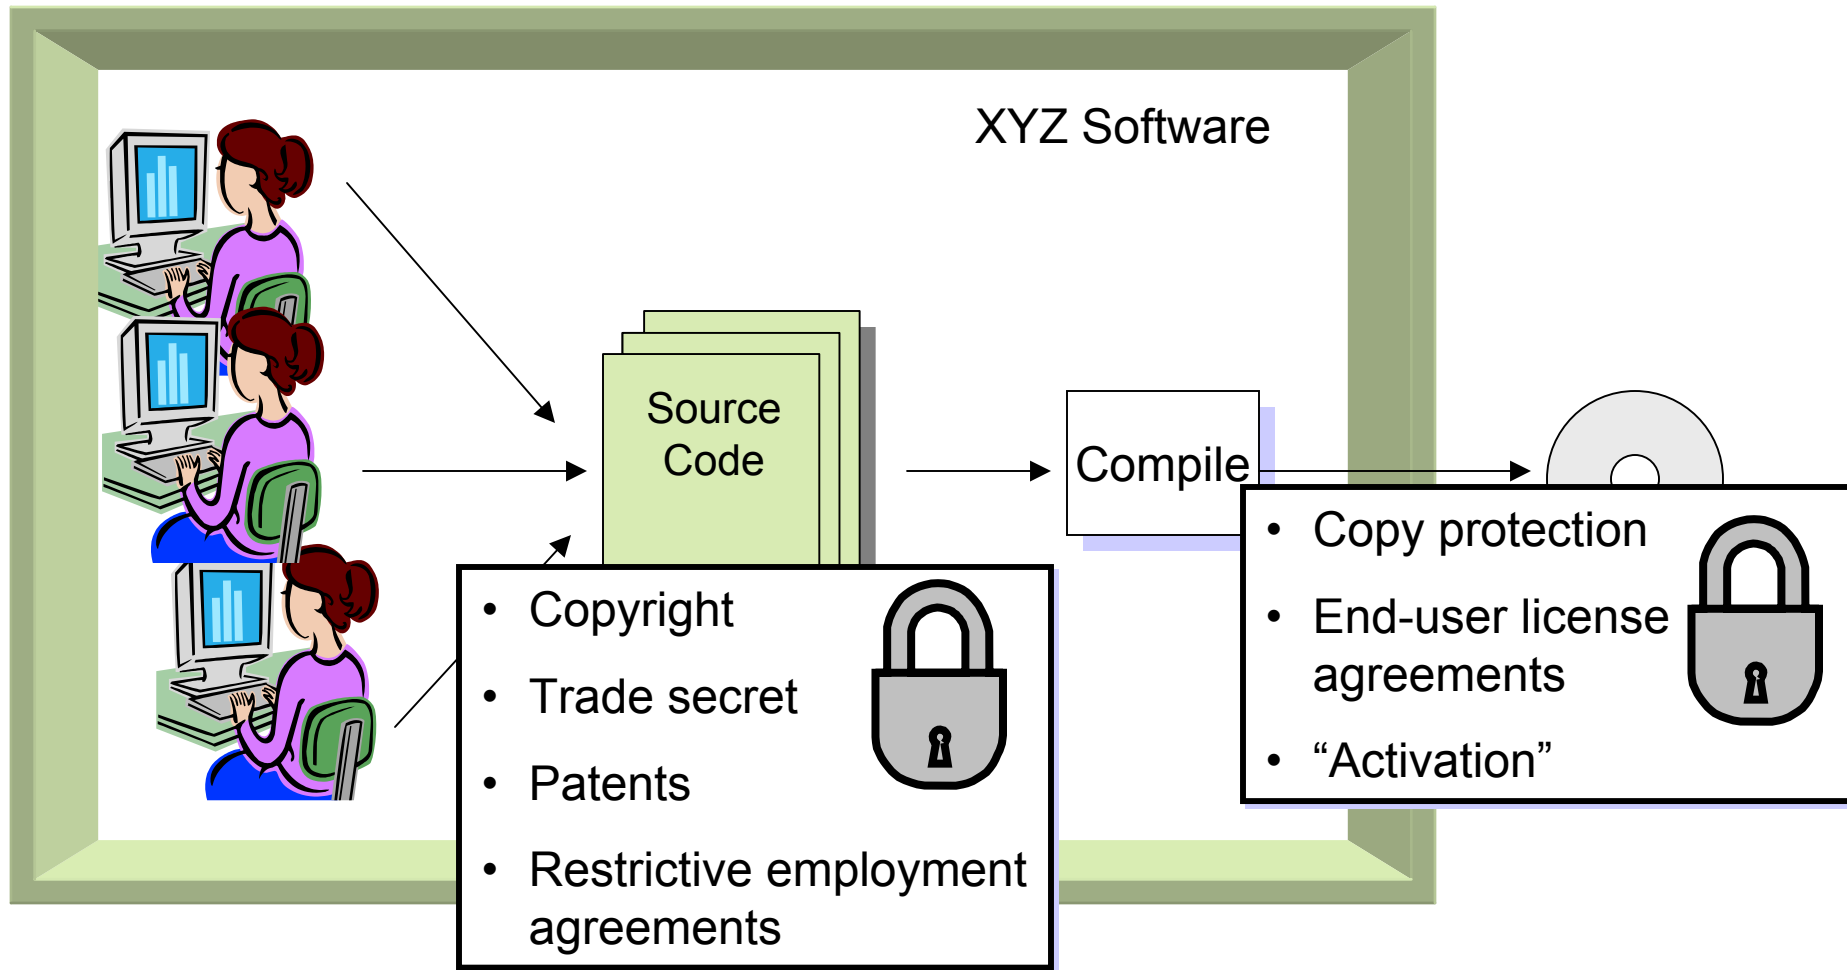 XYZ Software
Source
Code
Compile
• Copyright
• Trade secret
• Patents
• Restrictive employment
agreements
• Copy protection
• End-user license
agreements
• “Activation”